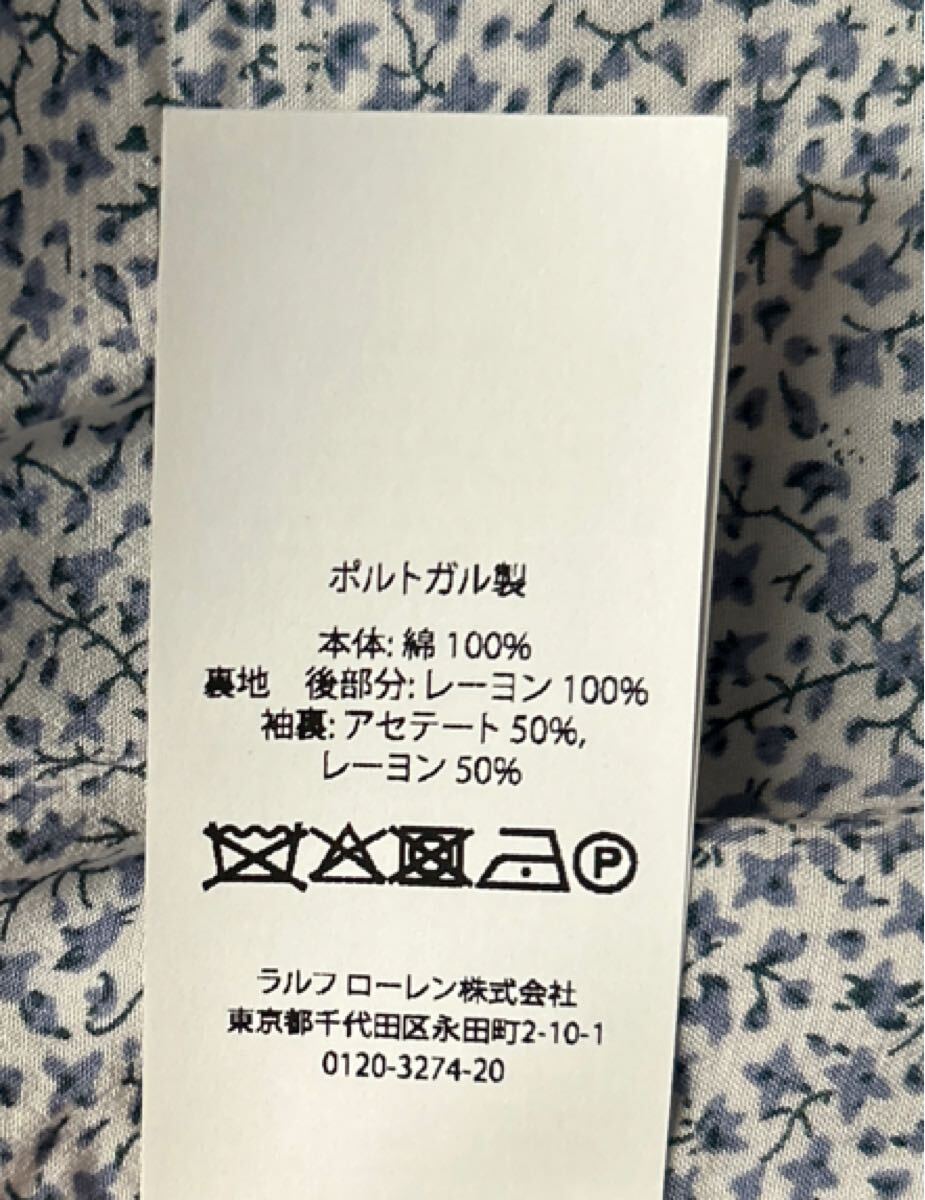 ポルトガル製
本体: 綿 100%
裏地　後部分: レーヨン 100%
袖裏: アセテート 50%,
レーヨン 50%
P
ラルフ ローレン株式会社
東京都千代田区永田町2-10-1
0120-3274-20